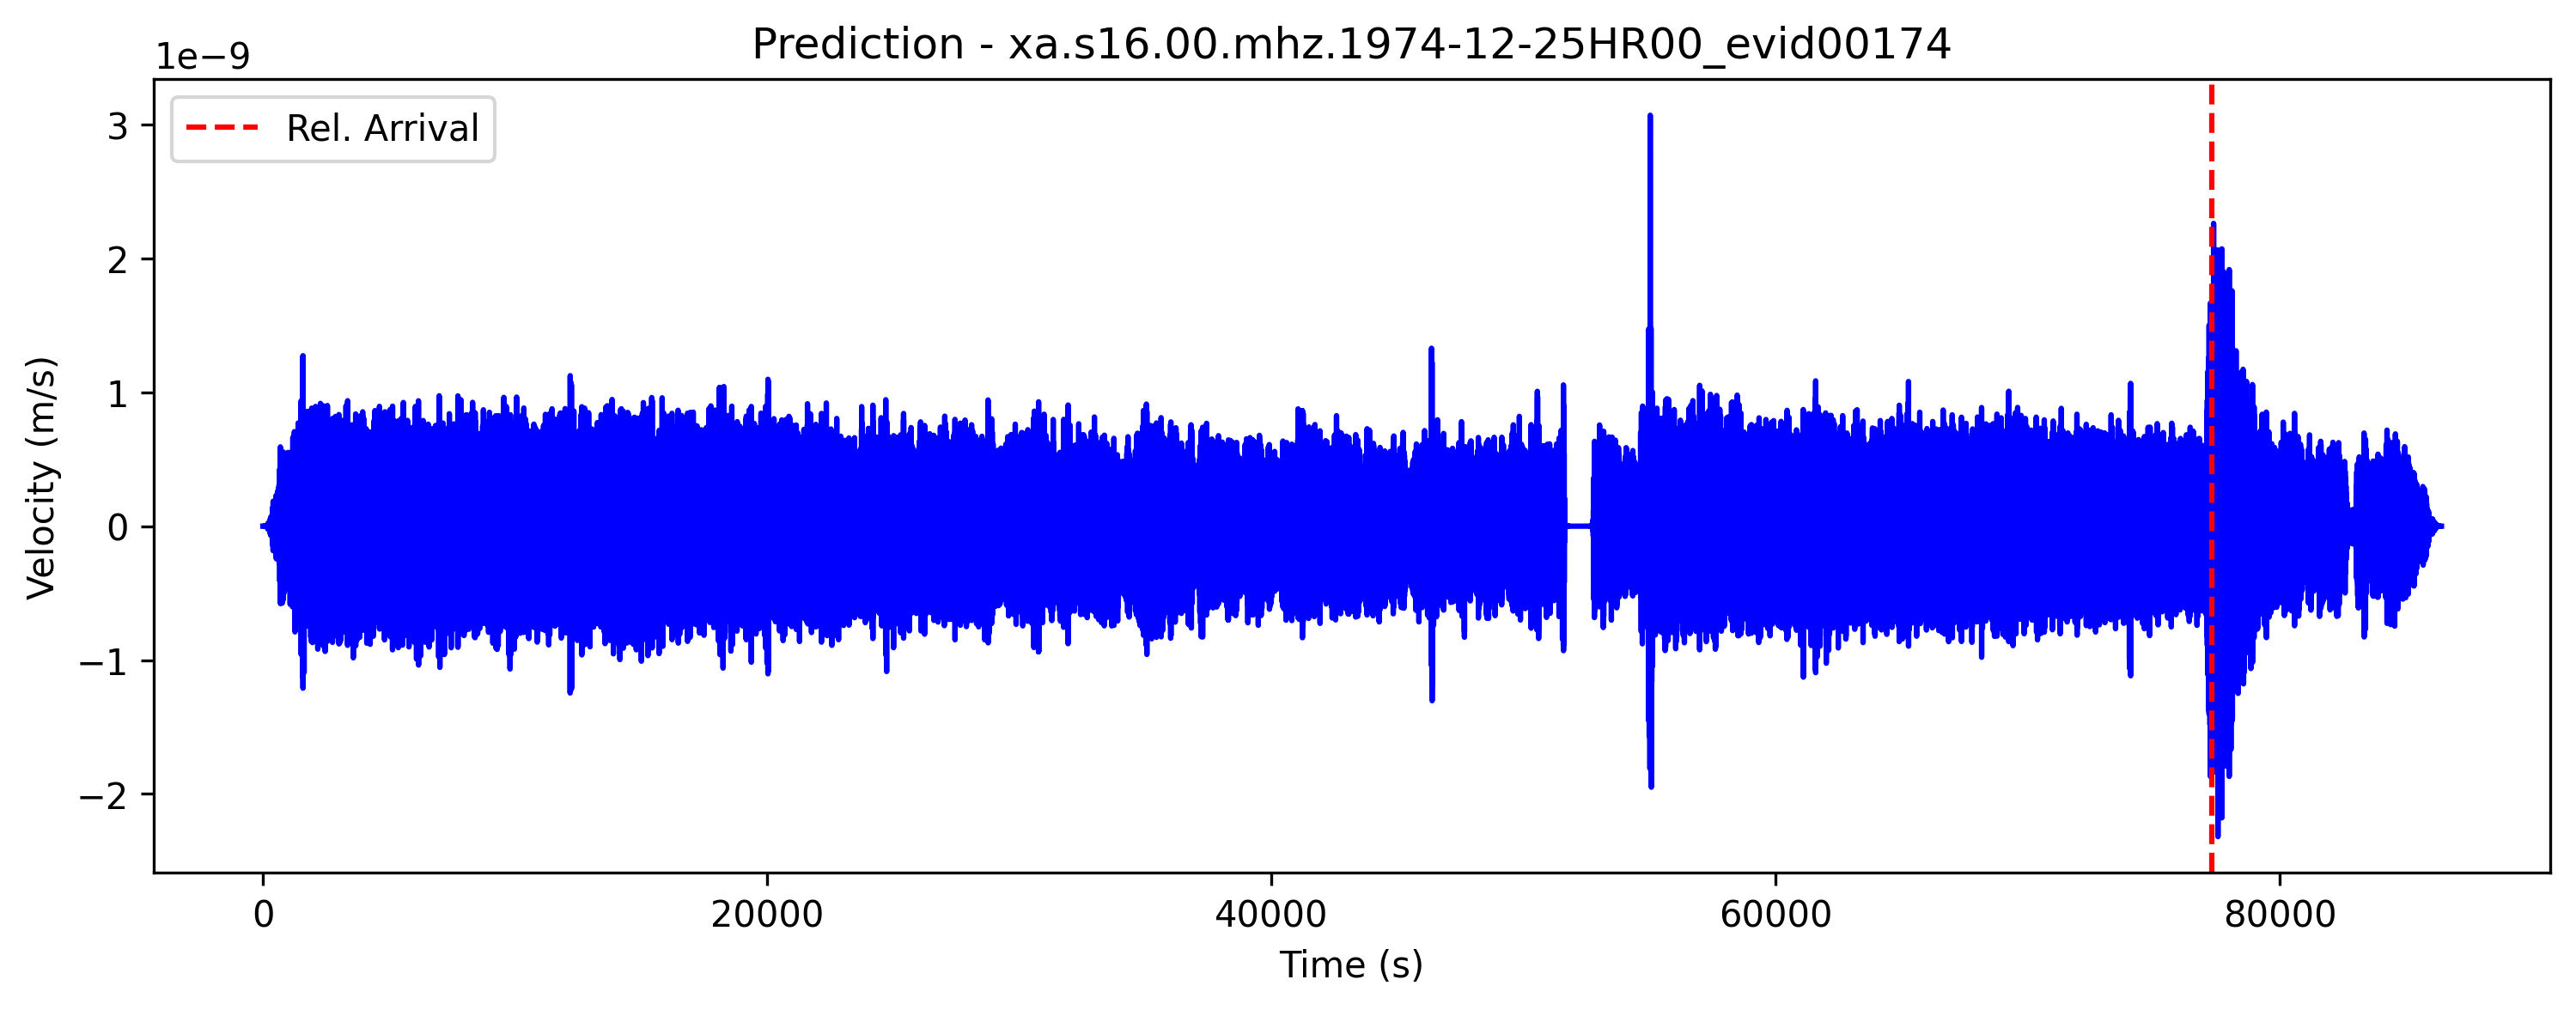 Prediction - xa.s16.00.mhz.1974-12-25HR00_evid00174
1e−9
Rel. Arrival
3
2
1
0
−1
−2
Velocity (m/s)
0 20000 40000 60000 80000
Time (s)